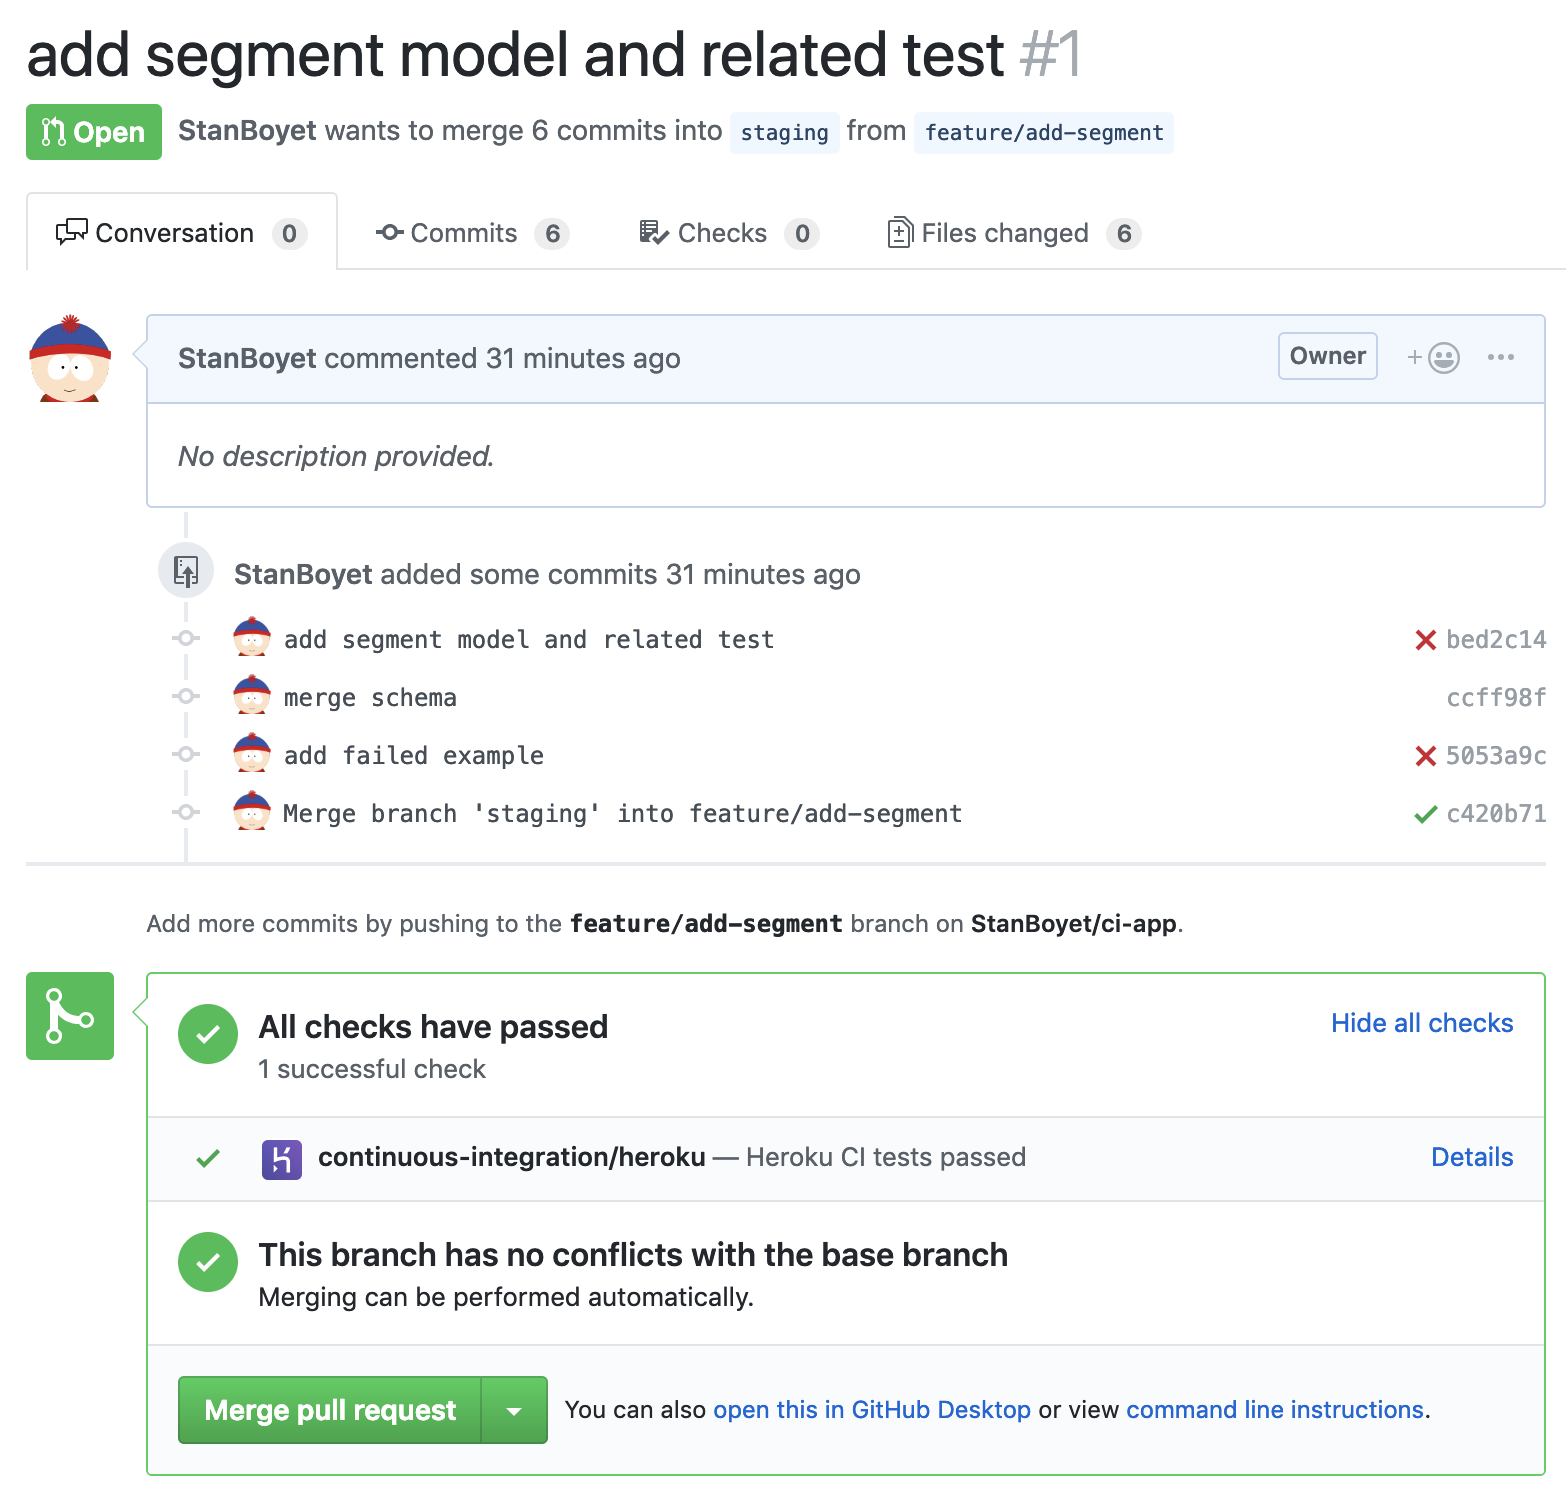 add segment model and related test #1
Open StanBoyet wants to merge 6 commits into staging from feature/add-segment
Conversation 0 Commits 6 Checks 0 Files changed 6
StanBoyet commented 31 minutes ago Owner + ...
No description provided.
StanBoyet added some commits 31 minutes ago
add segment model and related test bed2c14
merge schema ccff98f
add failed example 5053a9c
Merge branch 'staging' into feature/add-segment c420b71
Add more commits by pushing to the feature/add-segment branch on StanBoyet/ci-app.
All checks have passed Hide all checks
1 successful check
continuous-integration/heroku — Heroku CI tests passed Details
This branch has no conflicts with the base branch
Merging can be performed automatically.
Merge pull request You can also open this in GitHub Desktop or view command line instructions.